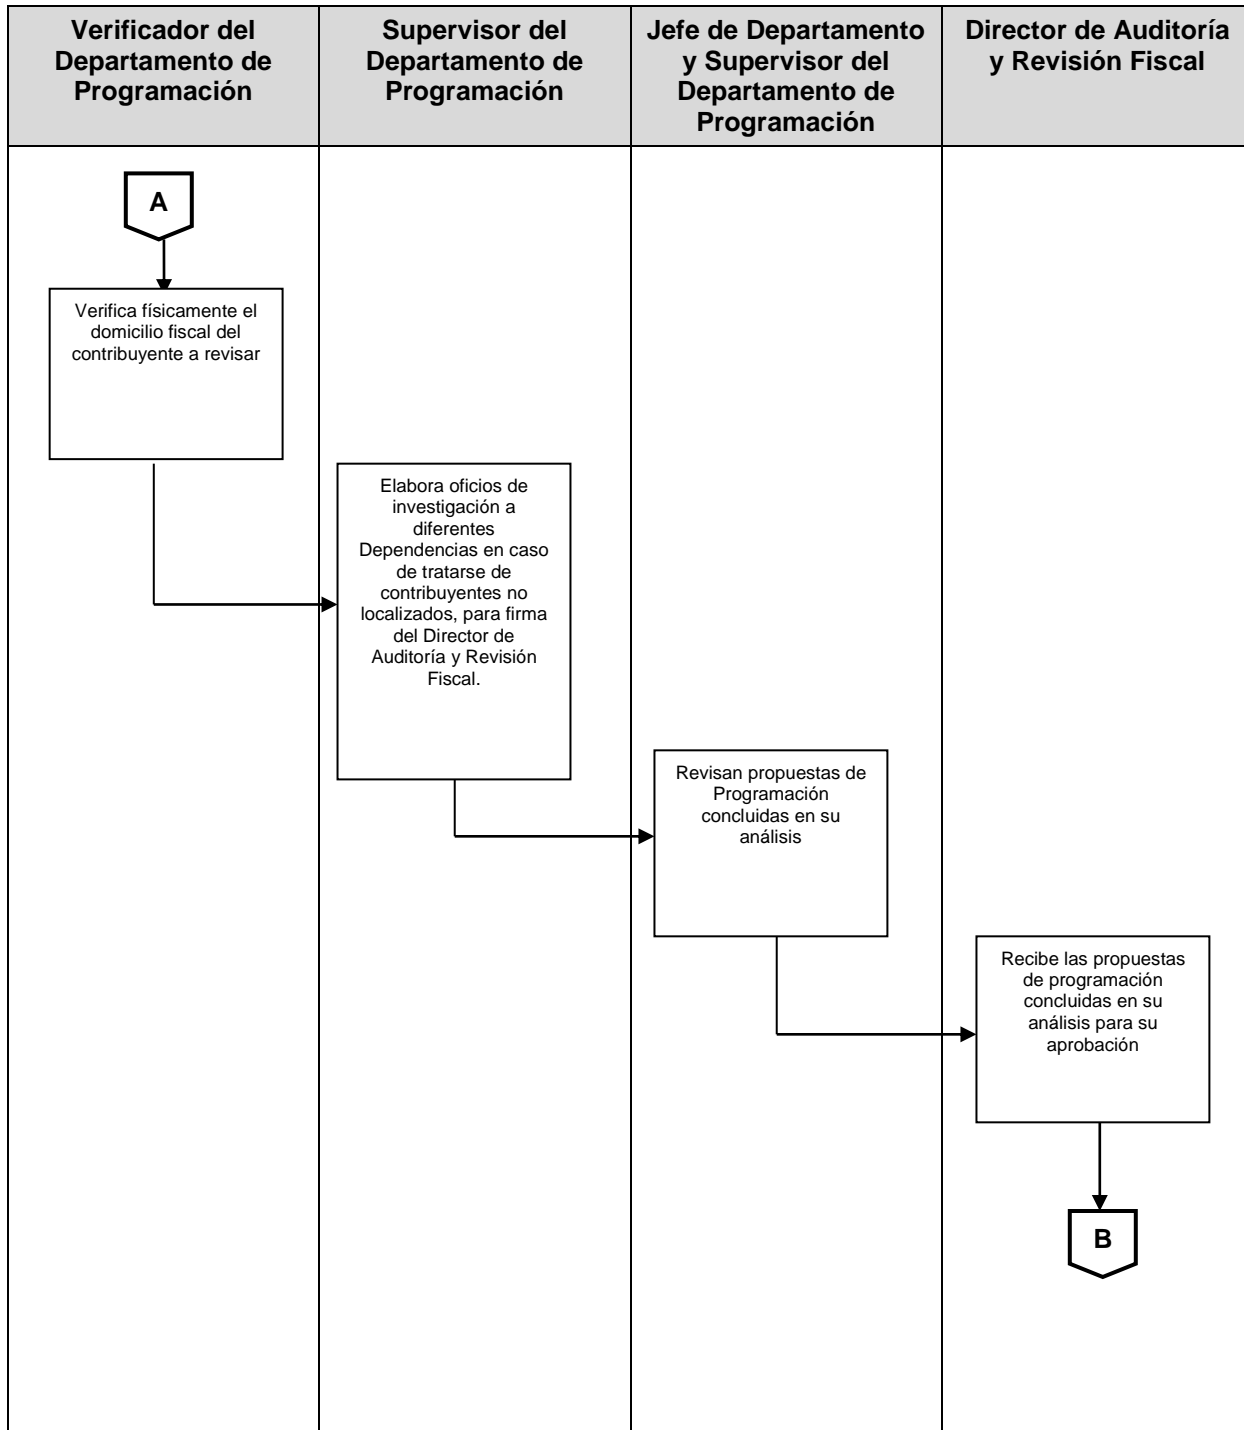 Verificador del
Departamento de
Programación
Supervisor del
Departamento de
Programación
Jefe de Departamento
y Supervisor del
Departamento de
Programación
Director de Auditoría
y Revisión Fiscal
A
Verifica físicamente el
domicilio fiscal del
contribuyente a revisar
Elabora oficios de
investigación a
diferentes
Dependencias en caso
de tratarse de
contribuyentes no
localizados, para firma
del Director de
Auditoría y Revisión
Fiscal.
Revisan propuestas de
Programación
concluidas en su
análisis
Recibe las propuestas
de programación
concluidas en su
análisis para su
aprobación
B